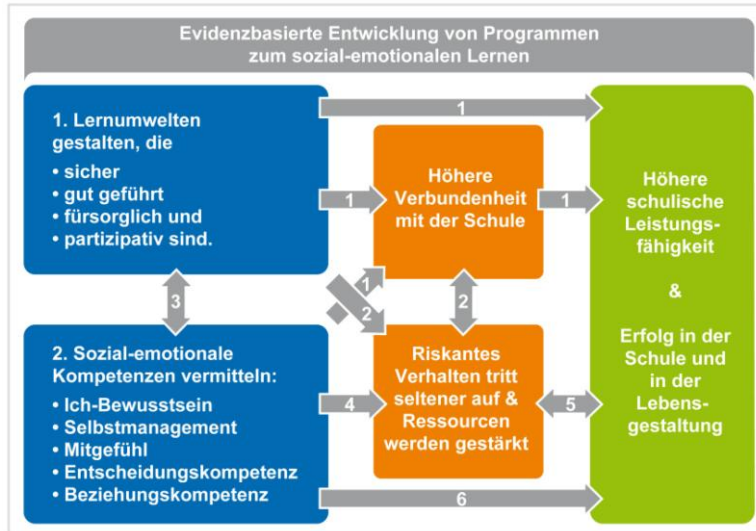 Evidenzbasierte Entwicklung von Programmen
zum sozial-emotionalen Lernen
1. Lernumwelten
gestalten, die
• sicher
• gut geführt
• fürsorglich und
• partizipativ sind.
1
1
Höhere
Verbundenheit
mit der Schule
1
Höhere
schulische
Leistungs-
fähigkeit
&
Erfolg in der
Schule und
in der
Lebens-
gestaltung
3
1
2
2
2. Sozial-emotionale
Kompetenzen vermitteln:
• Ich-Bewusstsein
• Selbstmanagement
• Mitgefühl
• Entscheidungskompetenz
• Beziehungskompetenz
4
Riskantes
Verhalten tritt
seltener auf &
Ressourcen
werden gestärkt
5
6